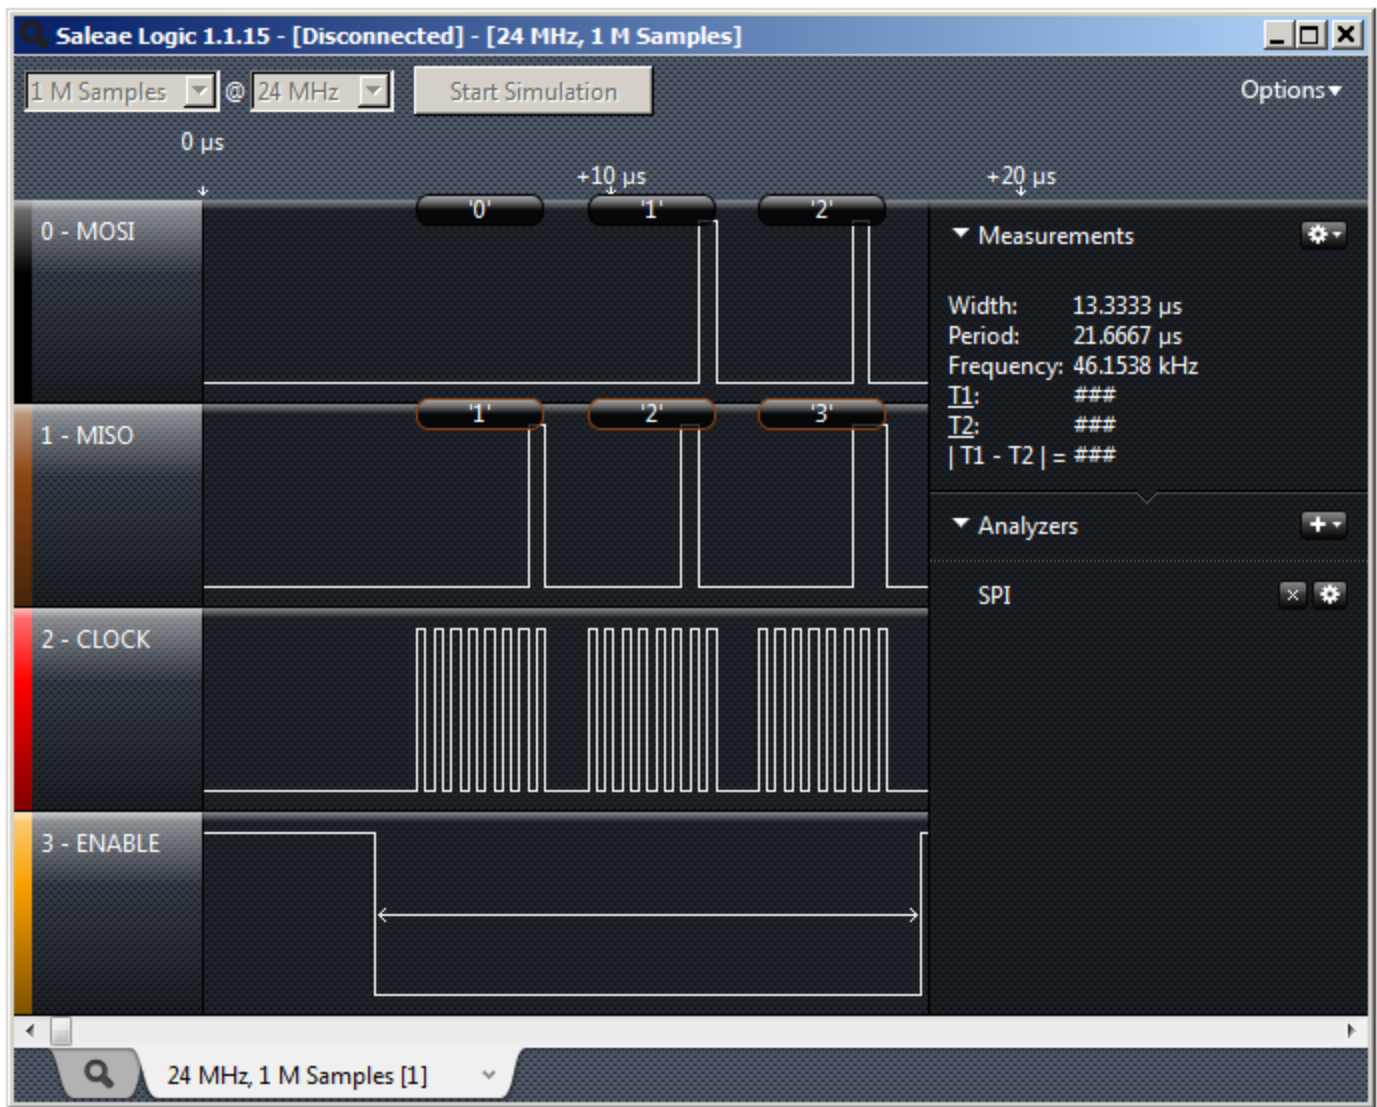 Saleae Logic 1.1.15 - [Disconnected] - [24 MHz, 1 M Samples]
1 M Samples @ 24 MHz Start Simulation Options
0 µs
+10 µs +20 µs
0 - MOSI '0' '1' '2'
Measurements
Width: 13.3333 µs
Period: 21.6667 µs
Frequency: 46.1538 kHz
T1: ###
T2: ###
| T1 - T2 | = ###
1 - MISO '1' '2' '3'
Analyzers
SPI
2 - CLOCK
3 - ENABLE
24 MHz, 1 M Samples [1]